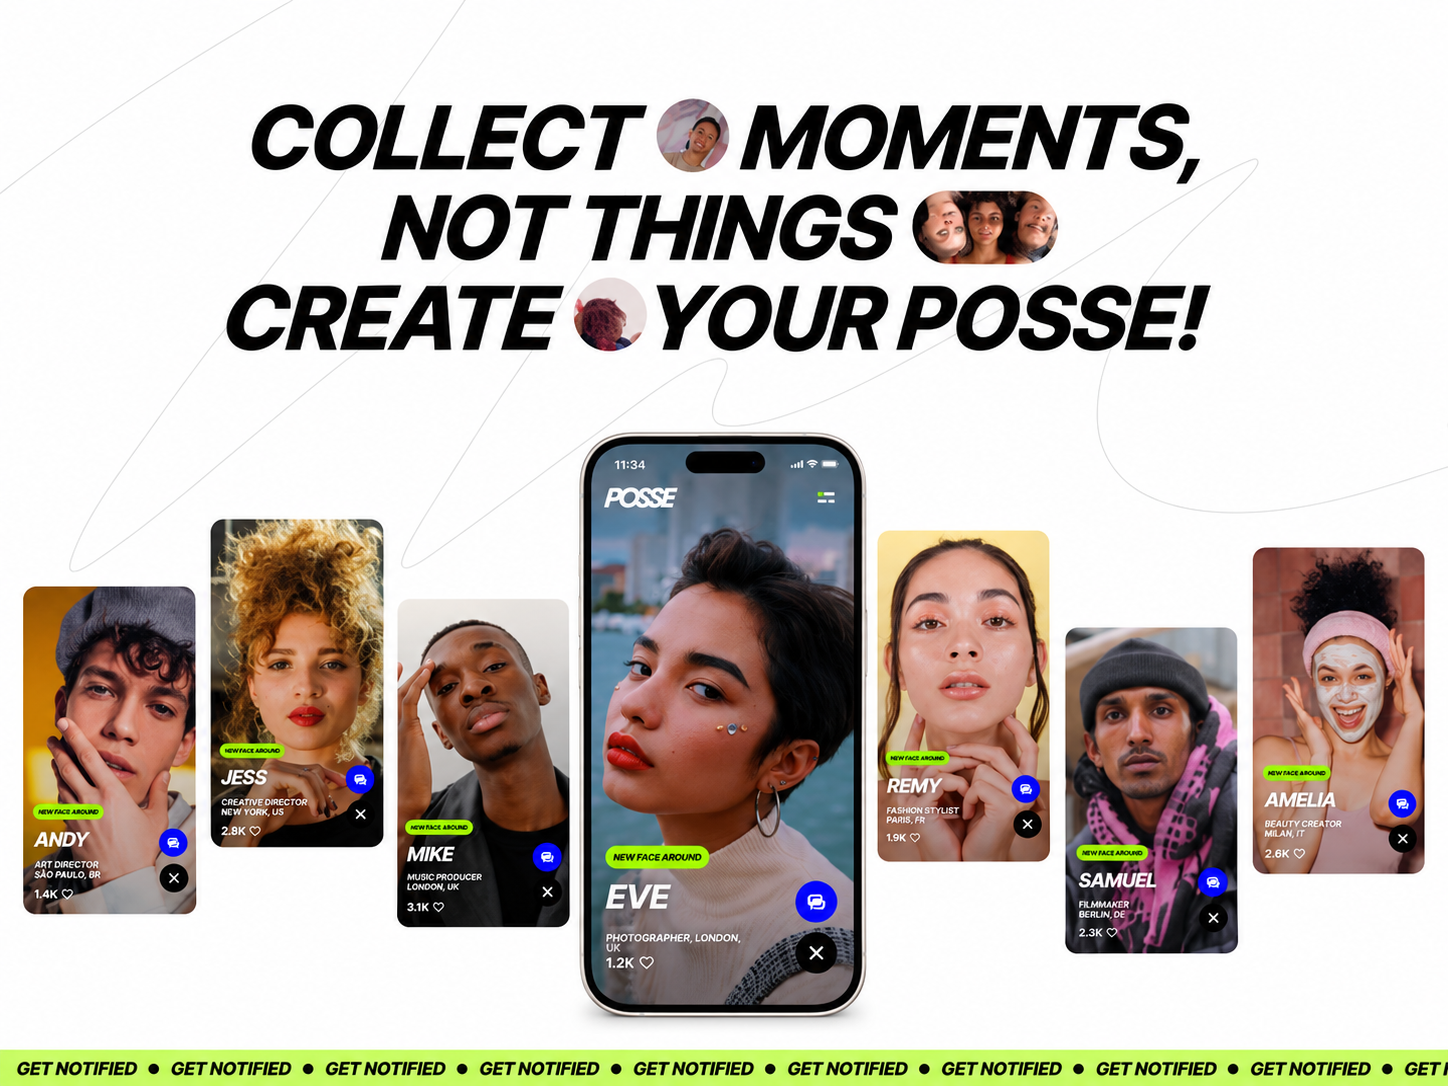 COLLECT MOMENTS,
NOT THINGS
CREATE YOUR POSSE!
11:34
POSSE
NEW FACE AROUND
ANDY
ART DIRECTOR
SÃO PAULO, BR
1.4K
NEW FACE AROUND
JESS
CREATIVE DIRECTOR
NEW YORK, US
2.8K
NEW FACE AROUND
MIKE
MUSIC PRODUCER
LONDON, UK
3.1K
NEW FACE AROUND
EVE
PHOTOGRAPHER, LONDON,
UK
1.2K
NEW FACE AROUND
REMY
FASHION STYLIST
PARIS, FR
1.9K
NEW FACE AROUND
SAMUEL
FILMMAKER
BERLIN, DE
2.3K
NEW FACE AROUND
AMELIA
BEAUTY CREATOR
MILAN, IT
2.6K
GET NOTIFIED ● GET NOTIFIED ● GET NOTIFIED ● GET NOTIFIED ● GET NOTIFIED ● GET NOTIFIED ● GET NOTIFIED ● GET NOTIFIED ● GET NOTIFIED ● GET